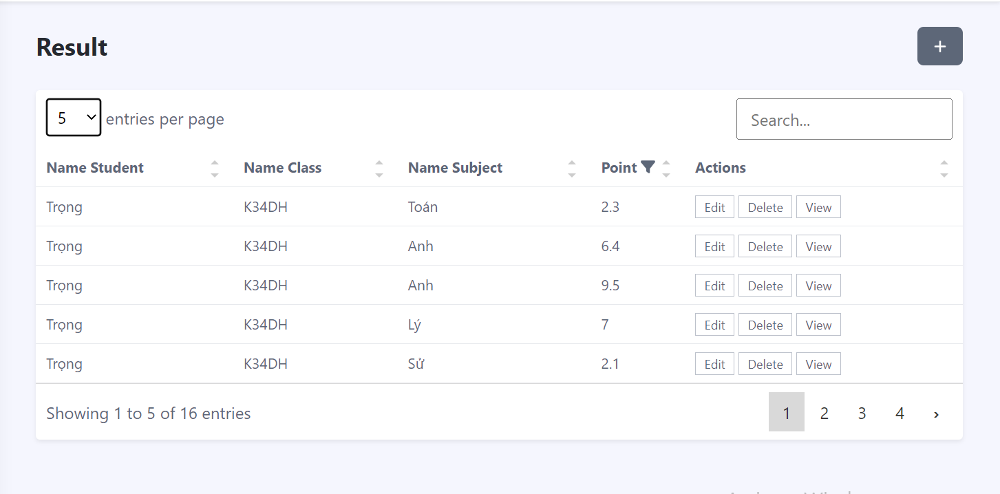 Result
+
5 entries per page
Search...
Name Student Name Class Name Subject Point Actions
Trọng K34DH Toán 2.3 Edit Delete View
Trọng K34DH Anh 6.4 Edit Delete View
Trọng K34DH Anh 9.5 Edit Delete View
Trọng K34DH Lý 7 Edit Delete View
Trọng K34DH Sử 2.1 Edit Delete View
Showing 1 to 5 of 16 entries
1 2 3 4 ›